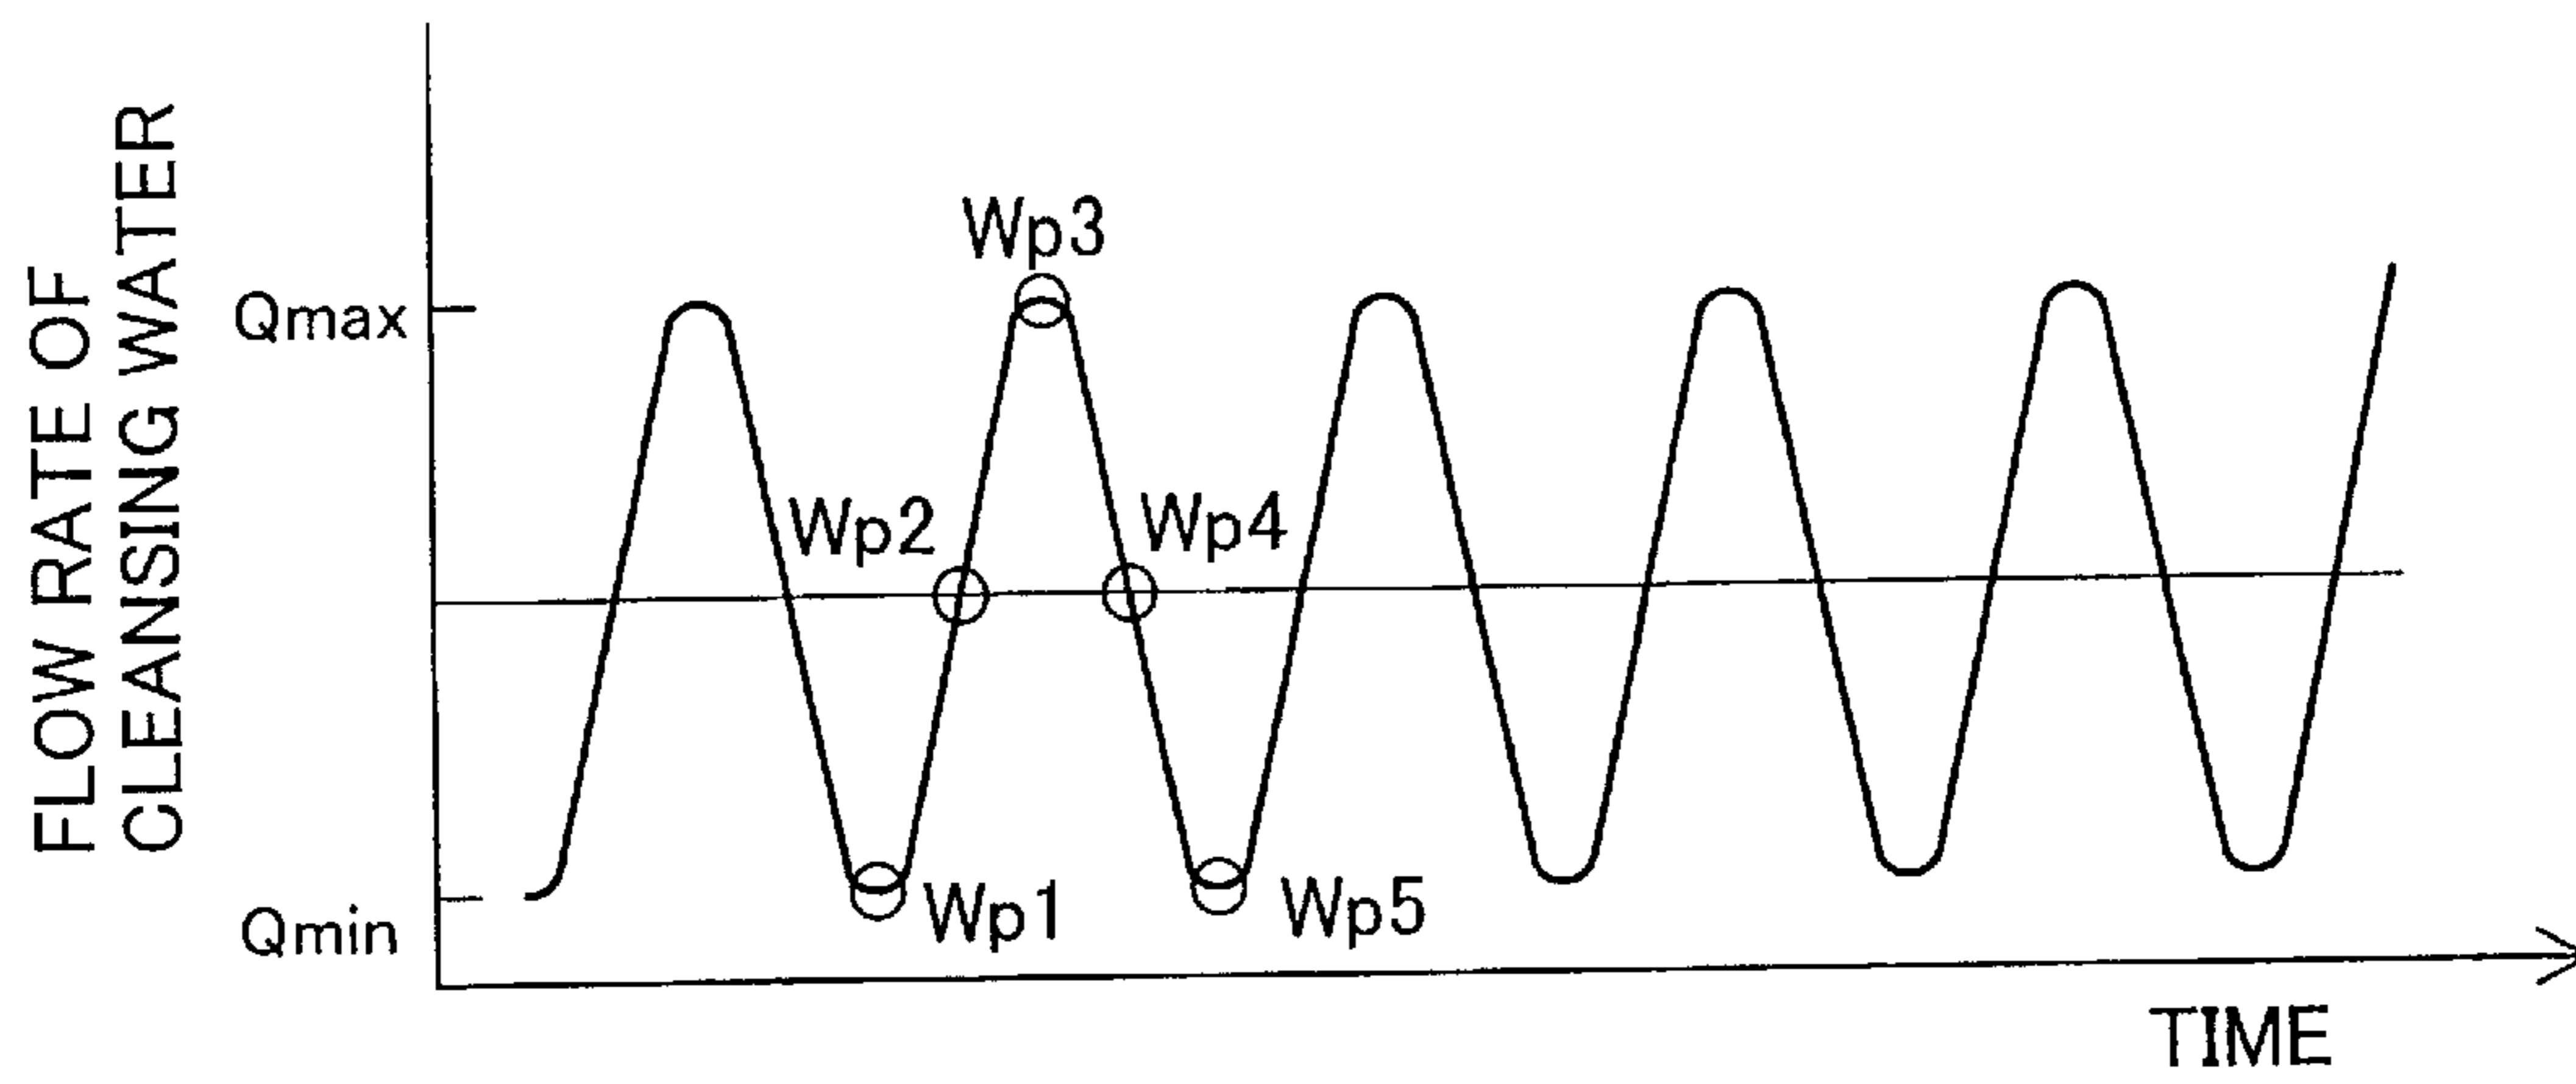 FLOW RATE OF
CLEANSING WATER
Qmax
Qmin
Wp3
Wp2
Wp4
Wp1
Wp5
TIME